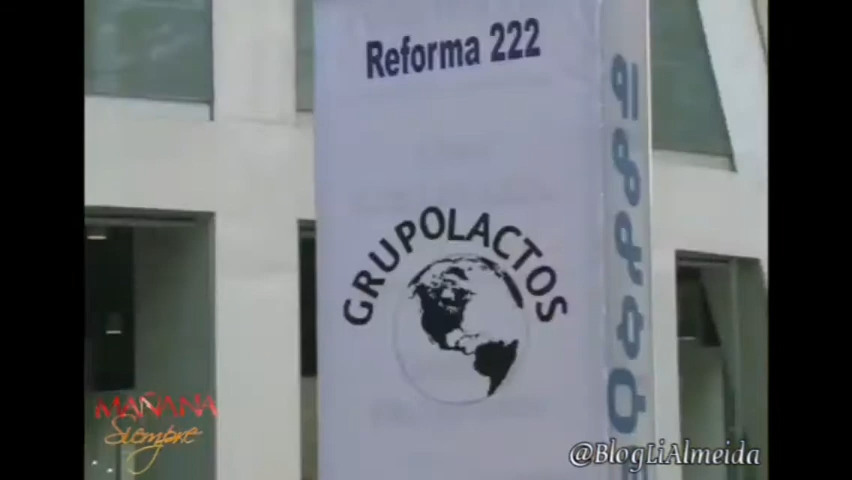 Reforma 222
GRUPOLACTOS
MAÑANA
Siempre
@BlogLiAlmeida